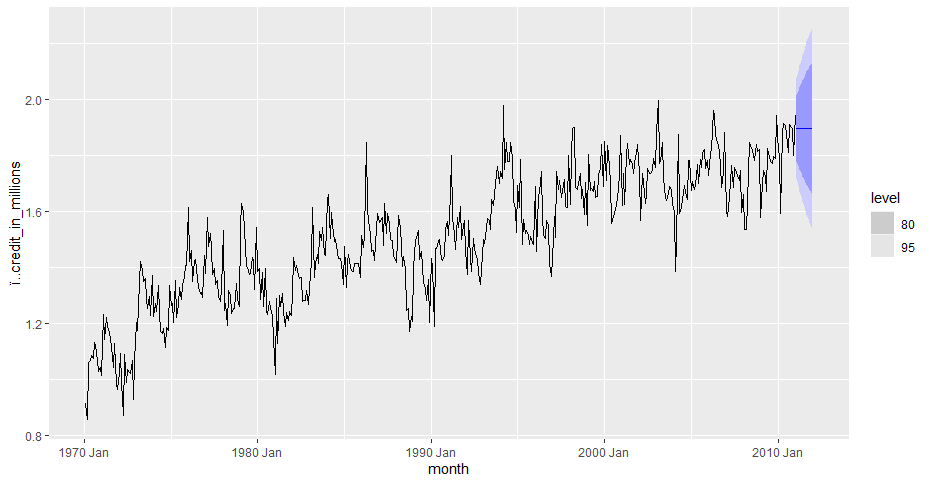 2.0
1.6
1.2
0.8
ï..credit_in_millions
1970 Jan
1980 Jan
1990 Jan
2000 Jan
2010 Jan
month
level
80
95